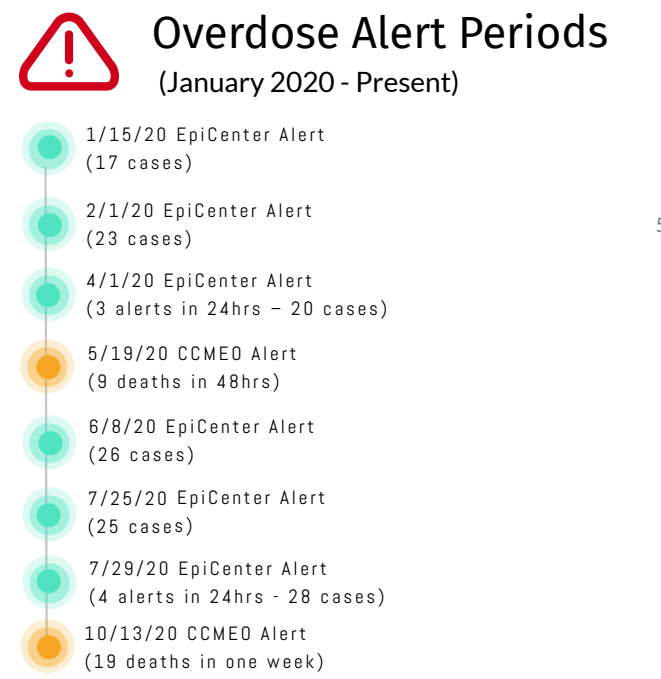 Overdose Alert Periods
(January 2020 - Present)
1/15/20 EpiCenter Alert
(17 cases)
2/1/20 EpiCenter Alert
(23 cases)
4/1/20 EpiCenter Alert
(3 alerts in 24hrs – 20 cases)
5/19/20 CCMEO Alert
(9 deaths in 48hrs)
6/8/20 EpiCenter Alert
(26 cases)
7/25/20 EpiCenter Alert
(25 cases)
7/29/20 EpiCenter Alert
(4 alerts in 24hrs - 28 cases)
10/13/20 CCMEO Alert
(19 deaths in one week)